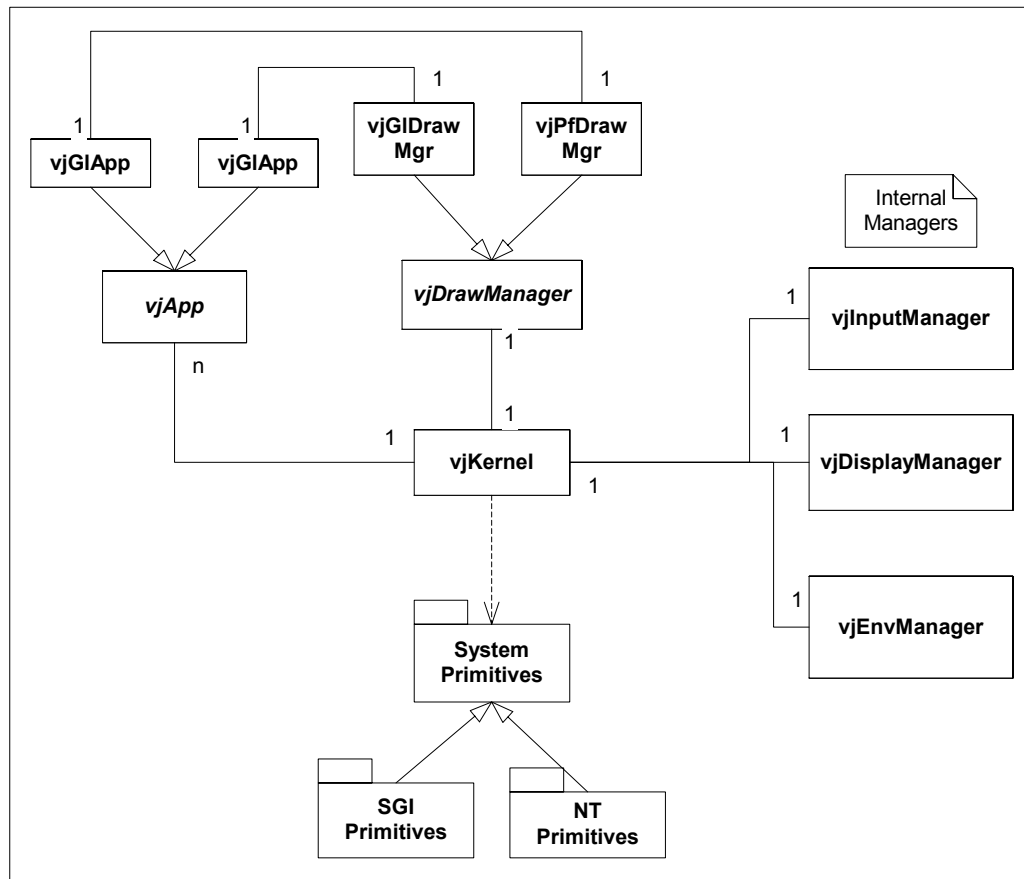 1
1
1
1
vjGlApp
vjGlApp
vjGlDraw
Mgr
vjPfDraw
Mgr
Internal
Managers
vjApp
vjDrawManager
1
vjInputManager
1
n
1
1
vjKernel
1
1
vjDisplayManager
1
vjEnvManager
System
Primitives
SGI
Primitives
NT
Primitives